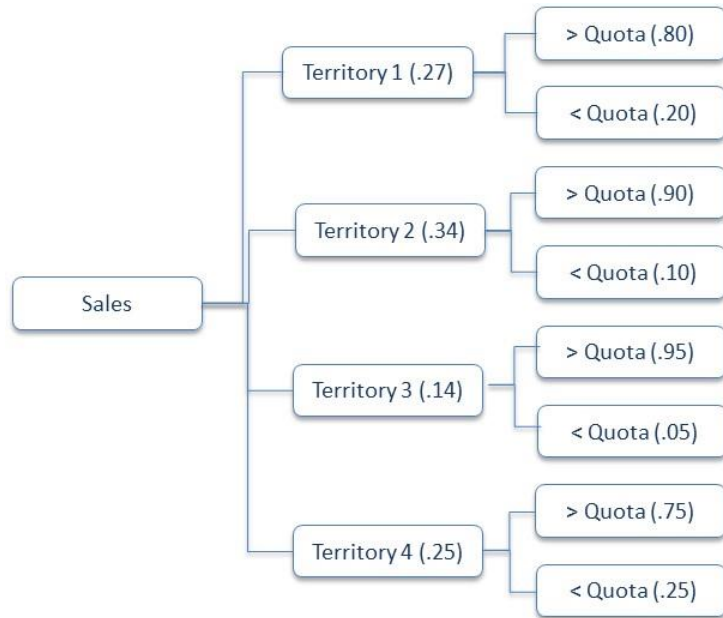 > Quota (.80)
Territory 1 (.27)
< Quota (.20)
> Quota (.90)
Territory 2 (.34)
< Quota (.10)
Sales
> Quota (.95)
Territory 3 (.14)
< Quota (.05)
> Quota (.75)
Territory 4 (.25)
< Quota (.25)